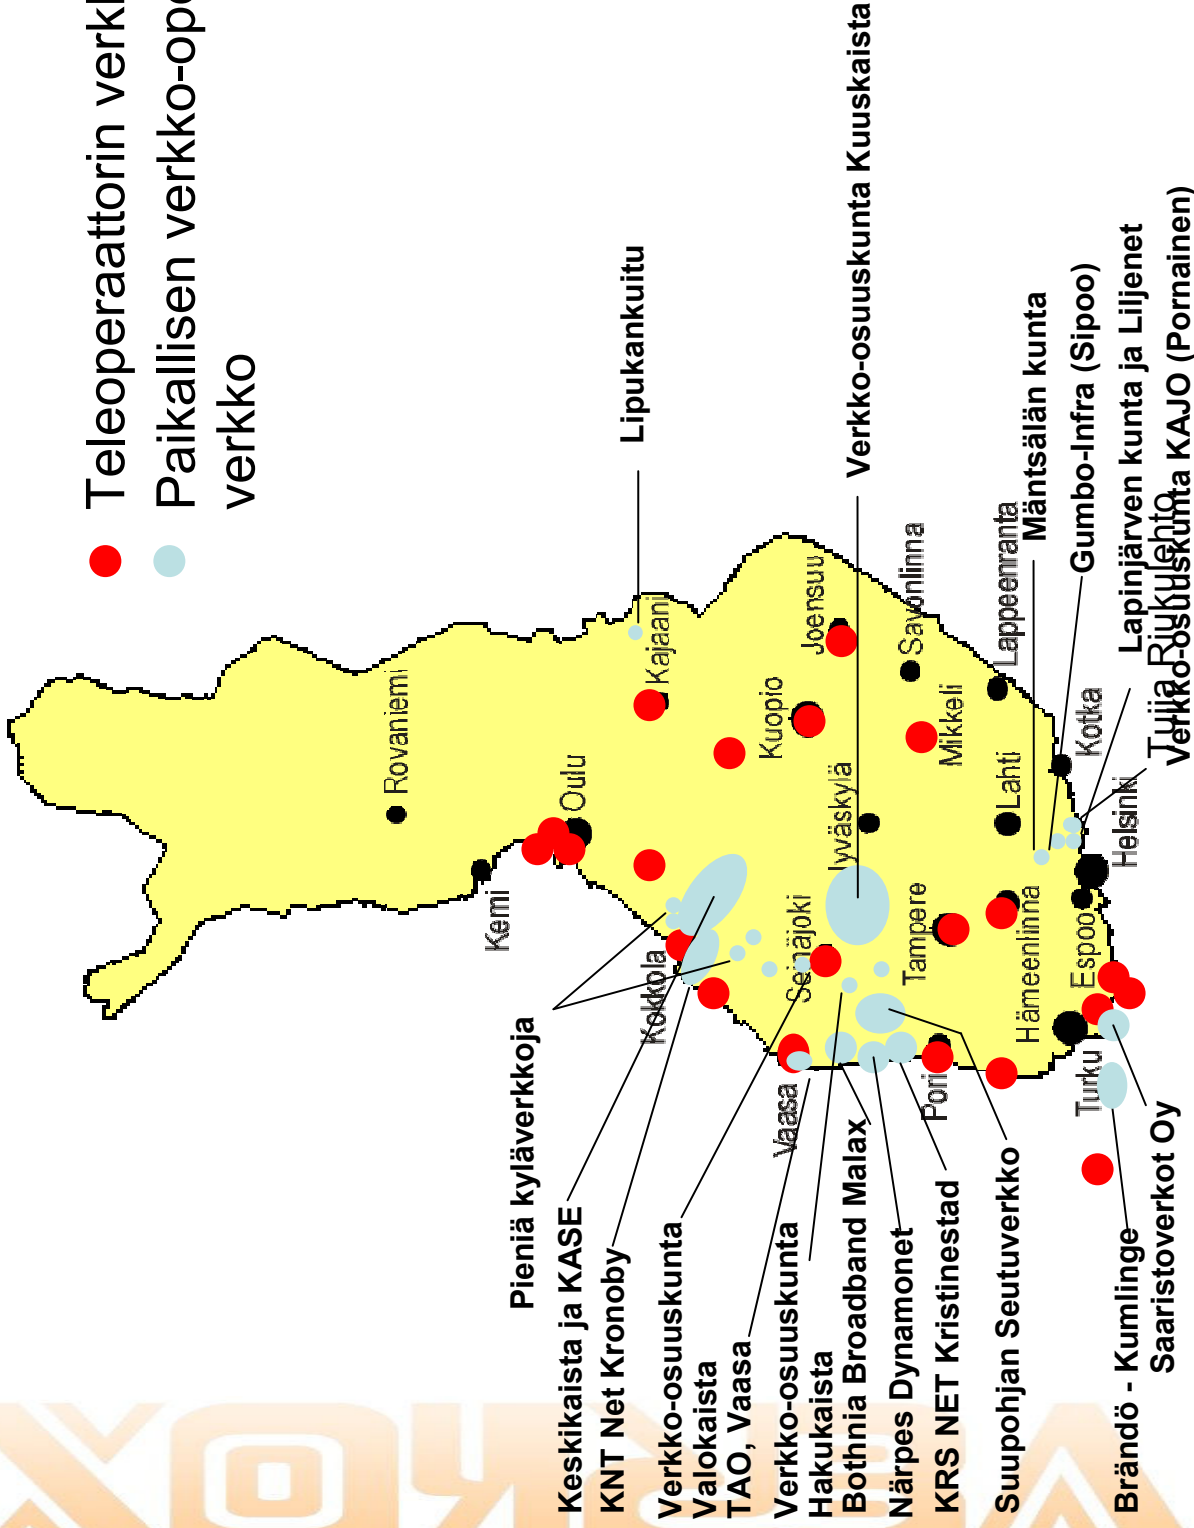 Teleoperaattorin verk
Paikallisen verkko-op
verkko
Rovaniemi
Kemi
Oulu
Kajaani
Kokkola
Kuopio
Joensuu
Seinäjoki
Vaasa
Jyväskylä
Savonlinna
Mikkeli
Tampere
Pori
Lappeenranta
Lahti
Hämeenlinna
Kotka
Turku
Espoo
Helsinki
Pieniä kyläverkkoja
Keskikaista ja KASE
KNT Net Kronoby
Verkko-osuuskunta
Valokaista
TAO, Vaasa
Verkko-osuuskunta
Hakukaista
Bothnia Broadband Malax
Närpes Dynamonet
KRS NET Kristinestad
Suupohjan Seutuverkko
Brändö - Kumlinge
Saaristoverkot Oy
Lipukankuitu
Verkko-osuuskunta Kuuskaista
Mäntsälän kunta
Gumbo-Infra (Sipoo)
Lapinjärven kunta ja Liljenet
Verkko-osuuskunta KAJO (Pornainen)
Tuija Riukulehto